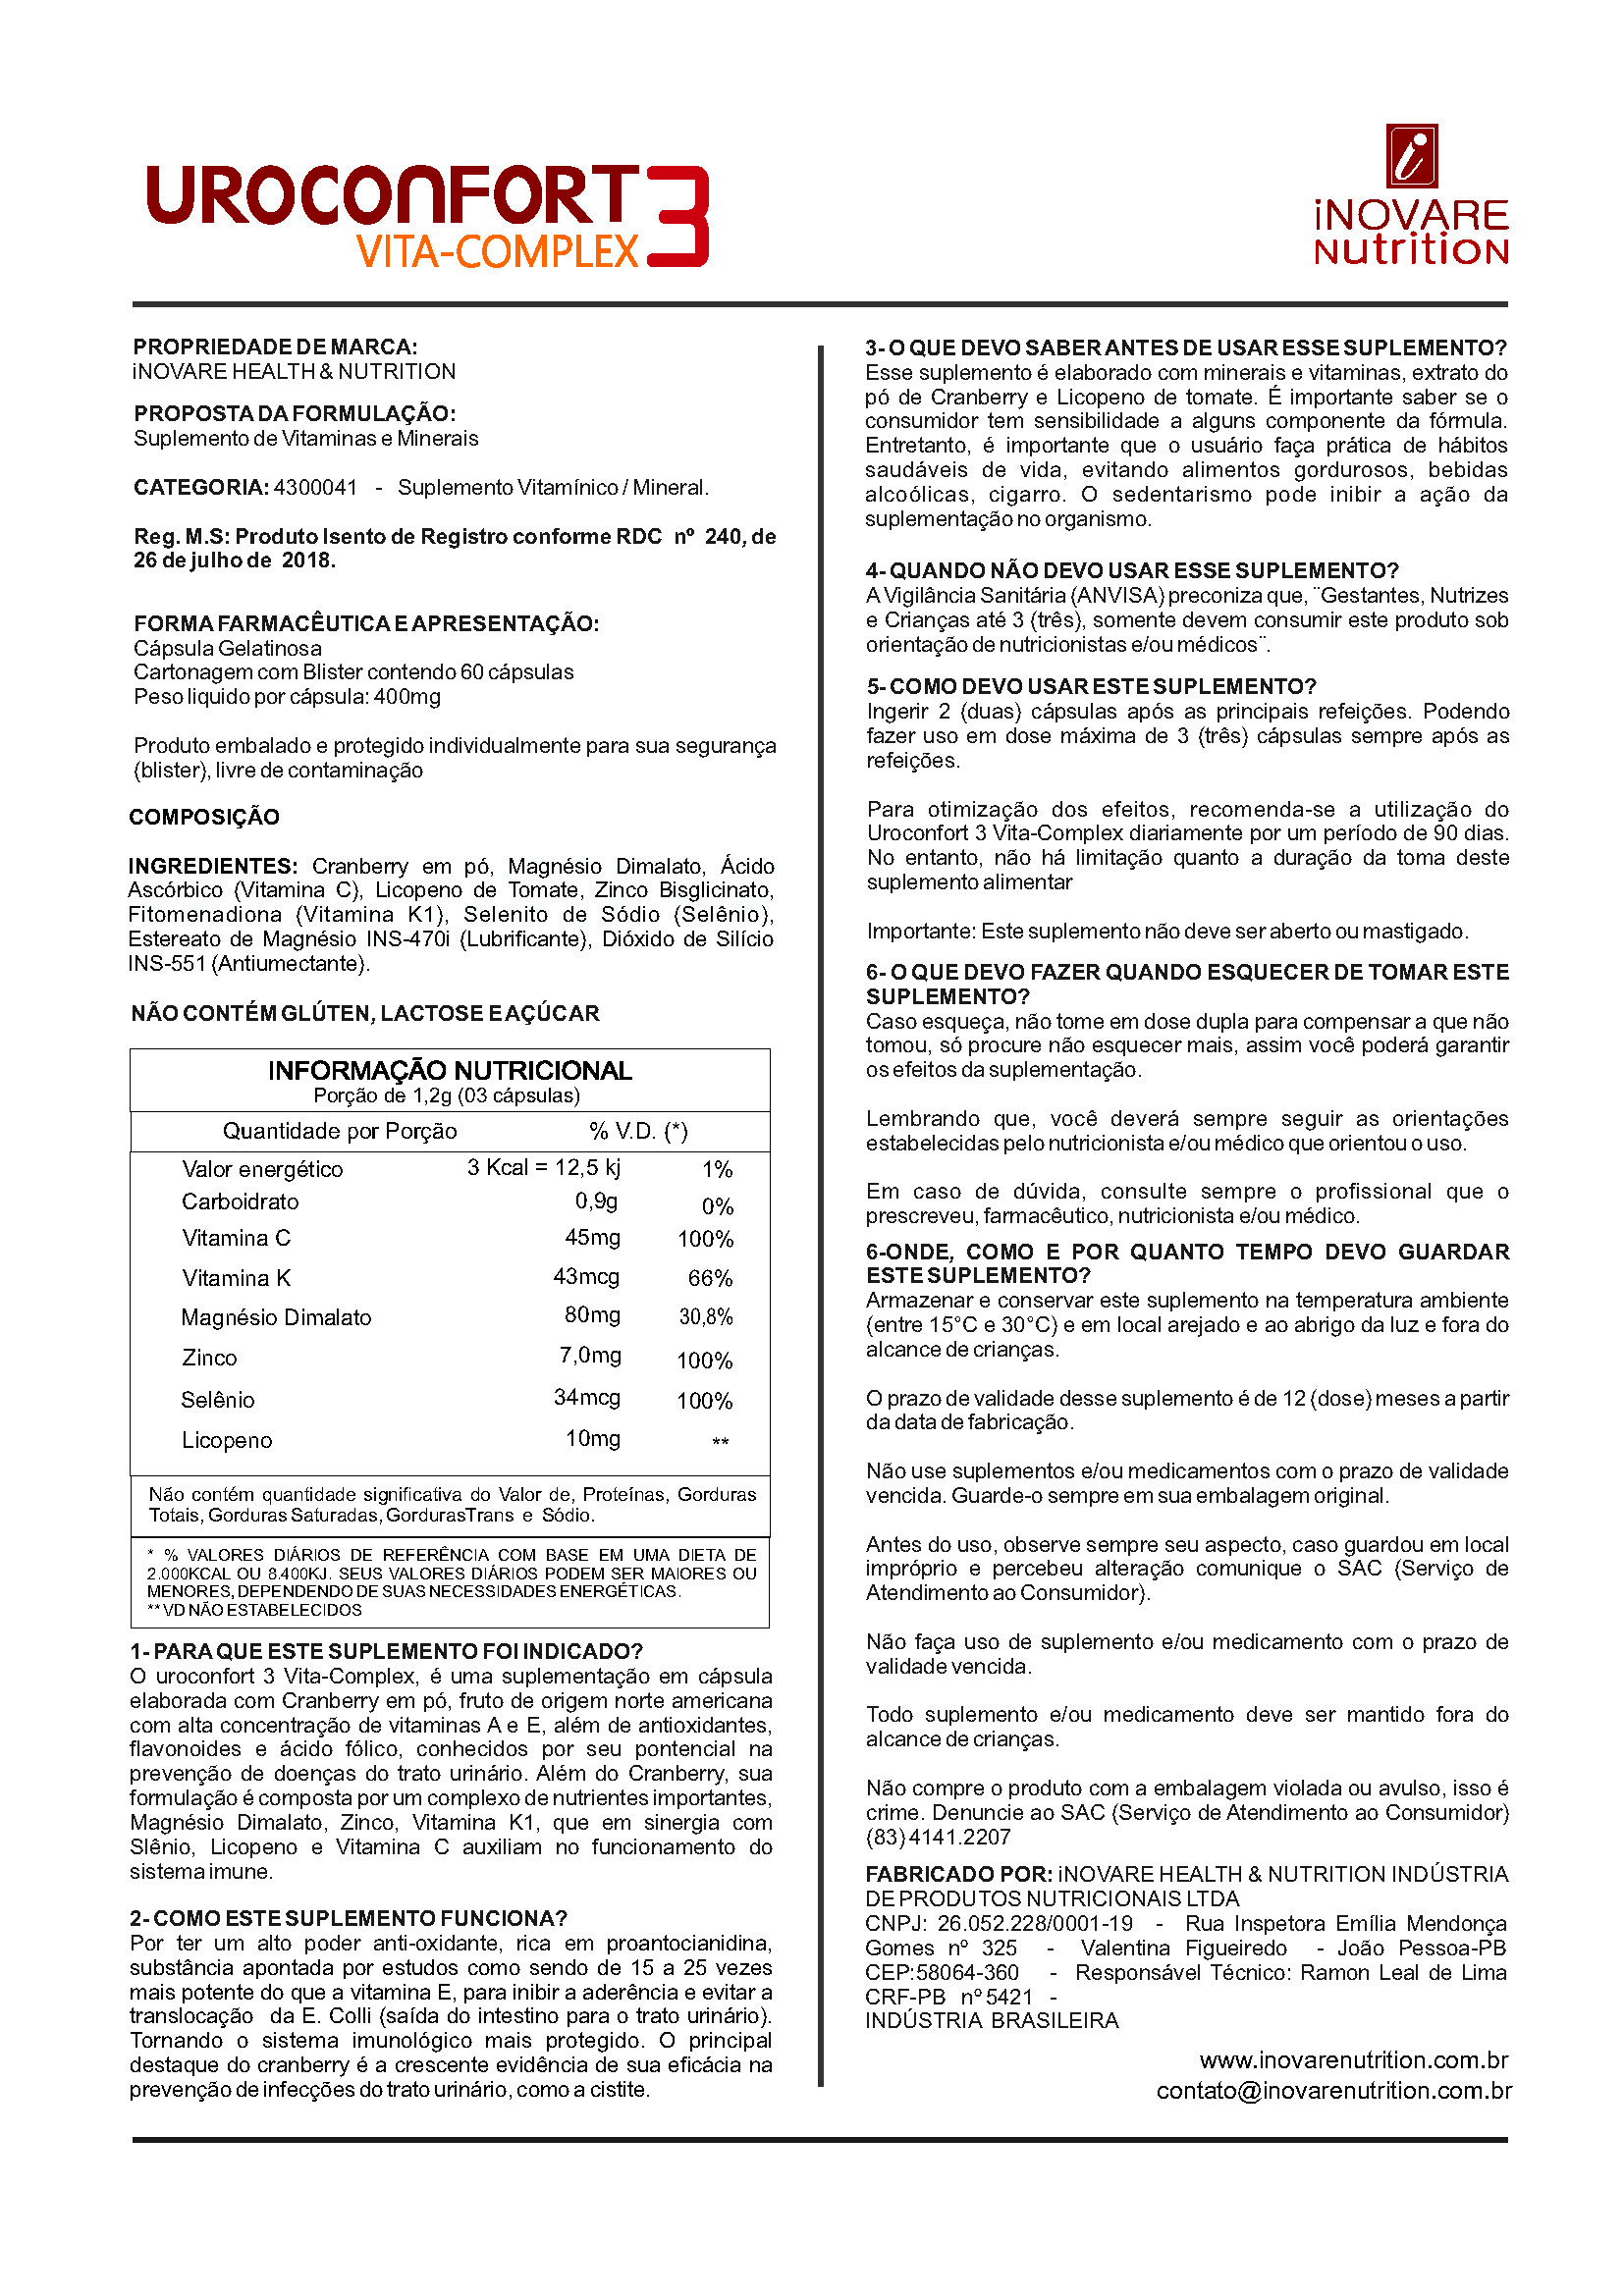 UROCONFORT 3
VITA-COMPLEX
i
iNOVARE
Nutrition
PROPRIEDADE DE MARCA:
iNOVARE HEALTH & NUTRITION
PROPOSTA DA FORMULAÇÃO:
Suplemento de Vitaminas e Minerais
CATEGORIA: 4300041 - Suplemento Vitamínico / Mineral.
Reg. M.S: Produto Isento de Registro conforme RDC nº 240, de
26 de julho de 2018.
FORMA FARMACÊUTICA E APRESENTAÇÃO:
Cápsula Gelatinosa
Cartonagem com Blister contendo 60 cápsulas
Peso liquido por cápsula: 400mg
Produto embalado e protegido individualmente para sua segurança
(blister), livre de contaminação
COMPOSIÇÃO
INGREDIENTES: Cranberry em pó, Magnésio Dimalato, Ácido
Ascórbico (Vitamina C), Licopeno de Tomate, Zinco Bisglicinato,
Fitomenadiona (Vitamina K1), Selenito de Sódio (Selênio),
Estereato de Magnésio INS-470i (Lubrificante), Dióxido de Silício
INS-551 (Antiumectante).
NÃO CONTÉM GLÚTEN, LACTOSE E AÇÚCAR
INFORMAÇÃO NUTRICIONAL
Porção de 1,2g (03 cápsulas)
Quantidade por Porção % V.D. (*)
Valor energético 3 Kcal = 12,5 kj 1%
Carboidrato 0,9g 0%
Vitamina C 45mg 100%
Vitamina K 43mcg 66%
Magnésio Dimalato 80mg 30,8%
Zinco 7,0mg 100%
Selênio 34mcg 100%
Licopeno 10mg **
Não contém quantidade significativa do Valor de, Proteínas, Gorduras
Totais, Gorduras Saturadas, GordurasTrans e Sódio.
* % VALORES DIÁRIOS DE REFERÊNCIA COM BASE EM UMA DIETA DE
2.000KCAL OU 8.400KJ. SEUS VALORES DIÁRIOS PODEM SER MAIORES OU
MENORES, DEPENDENDO DE SUAS NECESSIDADES ENERGÉTICAS.
** VD NÃO ESTABELECIDOS
1- PARA QUE ESTE SUPLEMENTO FOI INDICADO?
O uroconfort 3 Vita-Complex, é uma suplementação em cápsula
elaborada com Cranberry em pó, fruto de origem norte americana
com alta concentração de vitaminas A e E, além de antioxidantes,
flavonoides e ácido fólico, conhecidos por seu pontencial na
prevenção de doenças do trato urinário. Além do Cranberry, sua
formulação é composta por um complexo de nutrientes importantes,
Magnésio Dimalato, Zinco, Vitamina K1, que em sinergia com
Slênio, Licopeno e Vitamina C auxiliam no funcionamento do
sistema imune.
2- COMO ESTE SUPLEMENTO FUNCIONA?
Por ter um alto poder anti-oxidante, rica em proantocianidina,
substância apontada por estudos como sendo de 15 a 25 vezes
mais potente do que a vitamina E, para inibir a aderência e evitar a
translocação da E. Colli (saída do intestino para o trato urinário).
Tornando o sistema imunológico mais protegido. O principal
destaque do cranberry é a crescente evidência de sua eficácia na
prevenção de infecções do trato urinário, como a cistite.
3- O QUE DEVO SABER ANTES DE USAR ESSE SUPLEMENTO?
Esse suplemento é elaborado com minerais e vitaminas, extrato do
pó de Cranberry e Licopeno de tomate. É importante saber se o
consumidor tem sensibilidade a alguns componente da fórmula.
Entretanto, é importante que o usuário faça prática de hábitos
saudáveis de vida, evitando alimentos gordurosos, bebidas
alcoólicas, cigarro. O sedentarismo pode inibir a ação da
suplementação no organismo.
4- QUANDO NÃO DEVO USAR ESSE SUPLEMENTO?
A Vigilância Sanitária (ANVISA) preconiza que, ¨Gestantes, Nutrizes
e Crianças até 3 (três), somente devem consumir este produto sob
orientação de nutricionistas e/ou médicos¨.
5- COMO DEVO USAR ESTE SUPLEMENTO?
Ingerir 2 (duas) cápsulas após as principais refeições. Podendo
fazer uso em dose máxima de 3 (três) cápsulas sempre após as
refeições.
Para otimização dos efeitos, recomenda-se a utilização do
Uroconfort 3 Vita-Complex diariamente por um período de 90 dias.
No entanto, não há limitação quanto a duração da toma deste
suplemento alimentar
Importante: Este suplemento não deve ser aberto ou mastigado.
6- O QUE DEVO FAZER QUANDO ESQUECER DE TOMAR ESTE
SUPLEMENTO?
Caso esqueça, não tome em dose dupla para compensar a que não
tomou, só procure não esquecer mais, assim você poderá garantir
os efeitos da suplementação.
Lembrando que, você deverá sempre seguir as orientações
estabelecidas pelo nutricionista e/ou médico que orientou o uso.
Em caso de dúvida, consulte sempre o profissional que o
prescreveu, farmacêutico, nutricionista e/ou médico.
6-ONDE, COMO E POR QUANTO TEMPO DEVO GUARDAR
ESTE SUPLEMENTO?
Armazenar e conservar este suplemento na temperatura ambiente
(entre 15°C e 30°C) e em local arejado e ao abrigo da luz e fora do
alcance de crianças.
O prazo de validade desse suplemento é de 12 (dose) meses a partir
da data de fabricação.
Não use suplementos e/ou medicamentos com o prazo de validade
vencida. Guarde-o sempre em sua embalagem original.
Antes do uso, observe sempre seu aspecto, caso guardou em local
impróprio e percebeu alteração comunique o SAC (Serviço de
Atendimento ao Consumidor).
Não faça uso de suplemento e/ou medicamento com o prazo de
validade vencida.
Todo suplemento e/ou medicamento deve ser mantido fora do
alcance de crianças.
Não compre o produto com a embalagem violada ou avulso, isso é
crime. Denuncie ao SAC (Serviço de Atendimento ao Consumidor)
(83) 4141.2207
FABRICADO POR: iNOVARE HEALTH & NUTRITION INDÚSTRIA
DE PRODUTOS NUTRICIONAIS LTDA
CNPJ: 26.052.228/0001-19 - Rua Inspetora Emília Mendonça
Gomes nº 325 - Valentina Figueiredo - João Pessoa-PB
CEP:58064-360 - Responsável Técnico: Ramon Leal de Lima
CRF-PB nº 5421 -
INDÚSTRIA BRASILEIRA
www.inovarenutrition.com.br
contato@inovarenutrition.com.br